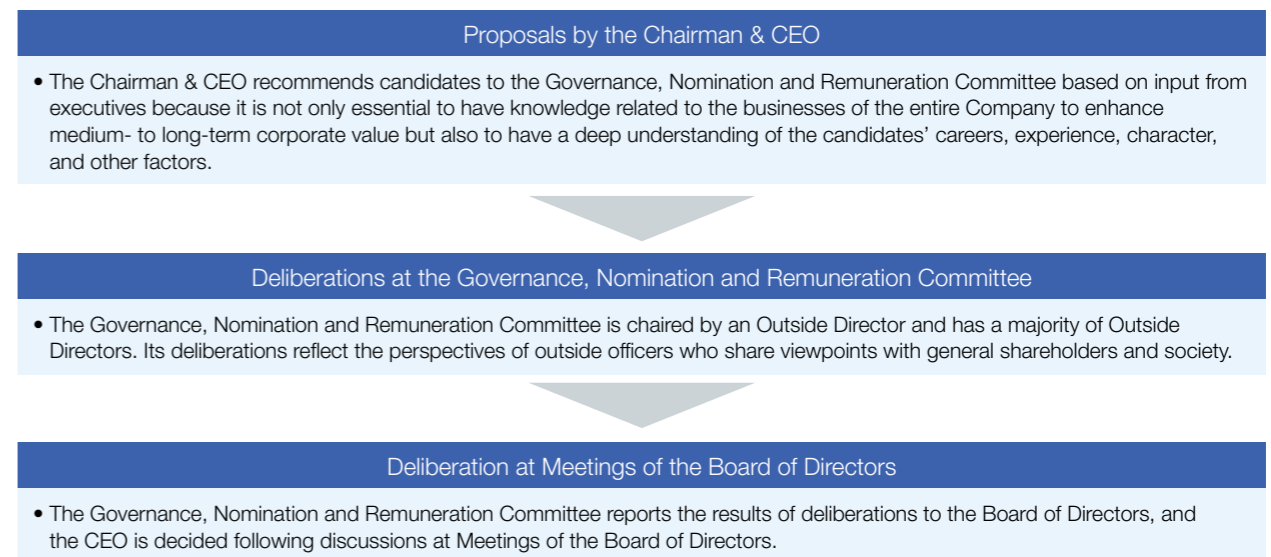 Proposals by the Chairman & CEO
• The Chairman & CEO recommends candidates to the Governance, Nomination and Remuneration Committee based on input from
executives because it is not only essential to have knowledge related to the businesses of the entire Company to enhance
medium- to long-term corporate value but also to have a deep understanding of the candidates’ careers, experience, character,
and other factors.
Deliberations at the Governance, Nomination and Remuneration Committee
• The Governance, Nomination and Remuneration Committee is chaired by an Outside Director and has a majority of Outside
Directors. Its deliberations reflect the perspectives of outside officers who share viewpoints with general shareholders and society.
Deliberation at Meetings of the Board of Directors
• The Governance, Nomination and Remuneration Committee reports the results of deliberations to the Board of Directors, and
the CEO is decided following discussions at Meetings of the Board of Directors.